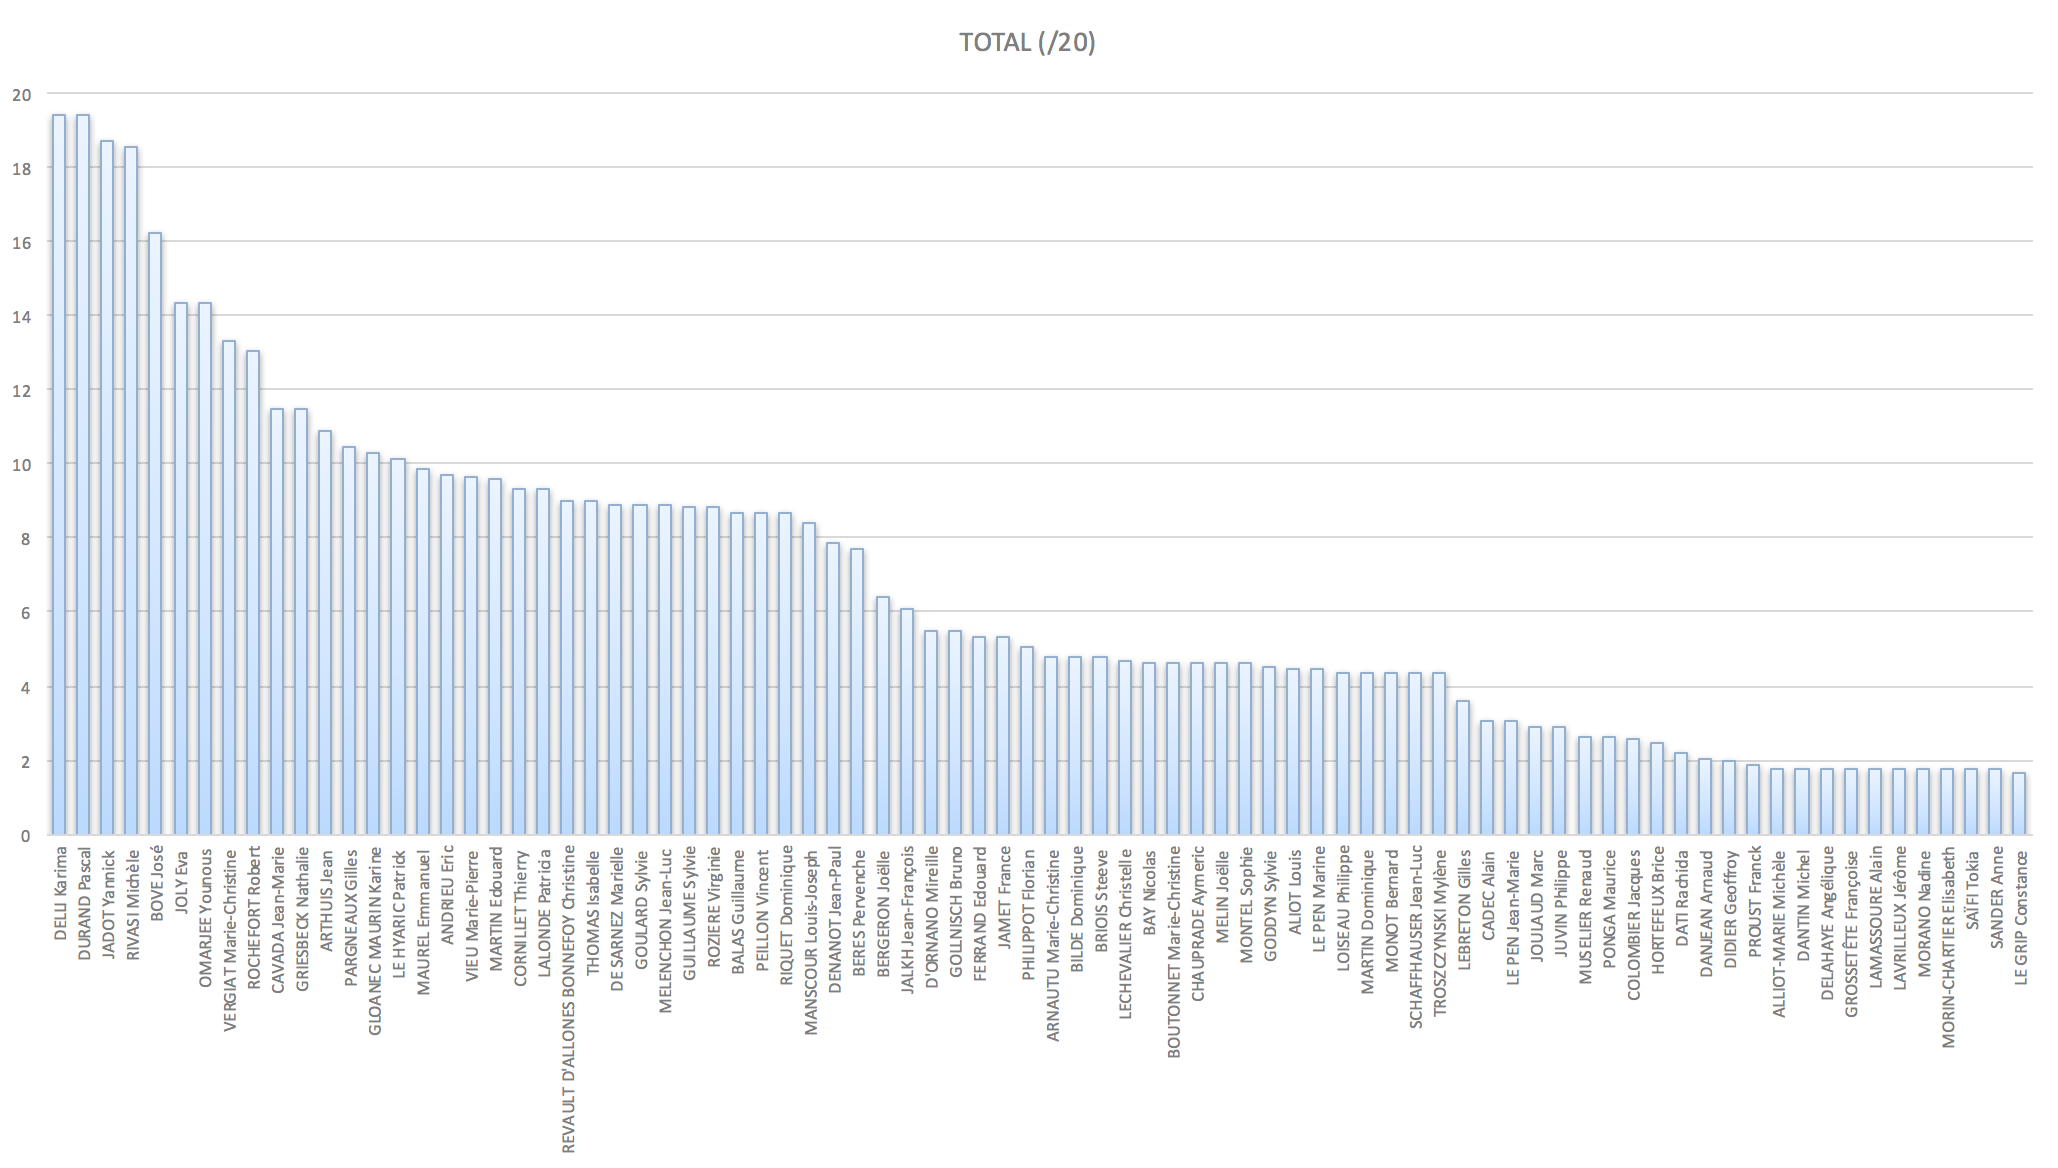 TOTAL (/20)
20
18
16
14
12
10
8
6
4
2
0
DELLI Karima
DURAND Pascal
JADOT Yannick
RIVASI Michèle
BOVE José
JOLY Eva
OMARJEE Younous
VERGIAT Marie-Christine
ROCHEFORT Robert
CAVADA Jean-Marie
GRIESBECK Nathalie
ARTHUIS Jean
PARGNEAUX Gilles
GLOANEC MAURIN Karine
LE HYARIC Patrick
MAUREL Emmanuel
ANDRIEU Eric
VIEU Marie-Pierre
MARTIN Edouard
CORNILLET Thierry
LALONDE Patricia
REVAULT D'ALLONES BONNEFOY Christine
THOMAS Isabelle
DE SARNEZ Marielle
GOULARD Sylvie
MELENCHON Jean-Luc
GUILLAUME Sylvie
ROZIERE Virginie
BALAS Guillaume
PEILLON Vincent
RIQUET Dominique
MANSCOUR Louis-Joseph
DENANOT Jean-Paul
BERES Pervenche
BERGERON Joëlle
JALKH Jean-François
D'ORNANO Mireille
GOLLNISCH Bruno
FERRAND Edouard
JAMET France
PHILIPPOT Florian
ARNAUTU Marie-Christine
BILDE Dominique
BRIOIS Steeve
LECHEVALIER Christelle
BAY Nicolas
BOUTONNET Marie-Christine
CHAUPRADE Aymeric
MELIN Joëlle
MONTEL Sophie
GODDYN Sylvie
ALIOT Louis
LE PEN Marine
LOISEAU Philippe
MARTIN Dominique
MONOT Bernard
SCHAFFHAUSER Jean-Luc
TROSZCZYNSKI Mylène
LEBRETON Gilles
CADEC Alain
LE PEN Jean-Marie
JOULAUD Marc
JUVIN Philippe
MUSELIER Renaud
PONGA Maurice
COLOMBIER Jacques
HORTEFEUX Brice
DATI Rachida
DANJEAN Arnaud
DIDIER Geoffroy
PROUST Franck
ALLIOT-MARIE Michèle
DANTIN Michel
DELAHAYE Angélique
GROSSETÊTE Françoise
LAMASSOURE Alain
LAVRILLEUX Jérôme
MORANO Nadine
MORIN-CHARTIER Elisabeth
SAÏFI Tokia
SANDER Anne
LE GRIP Constance